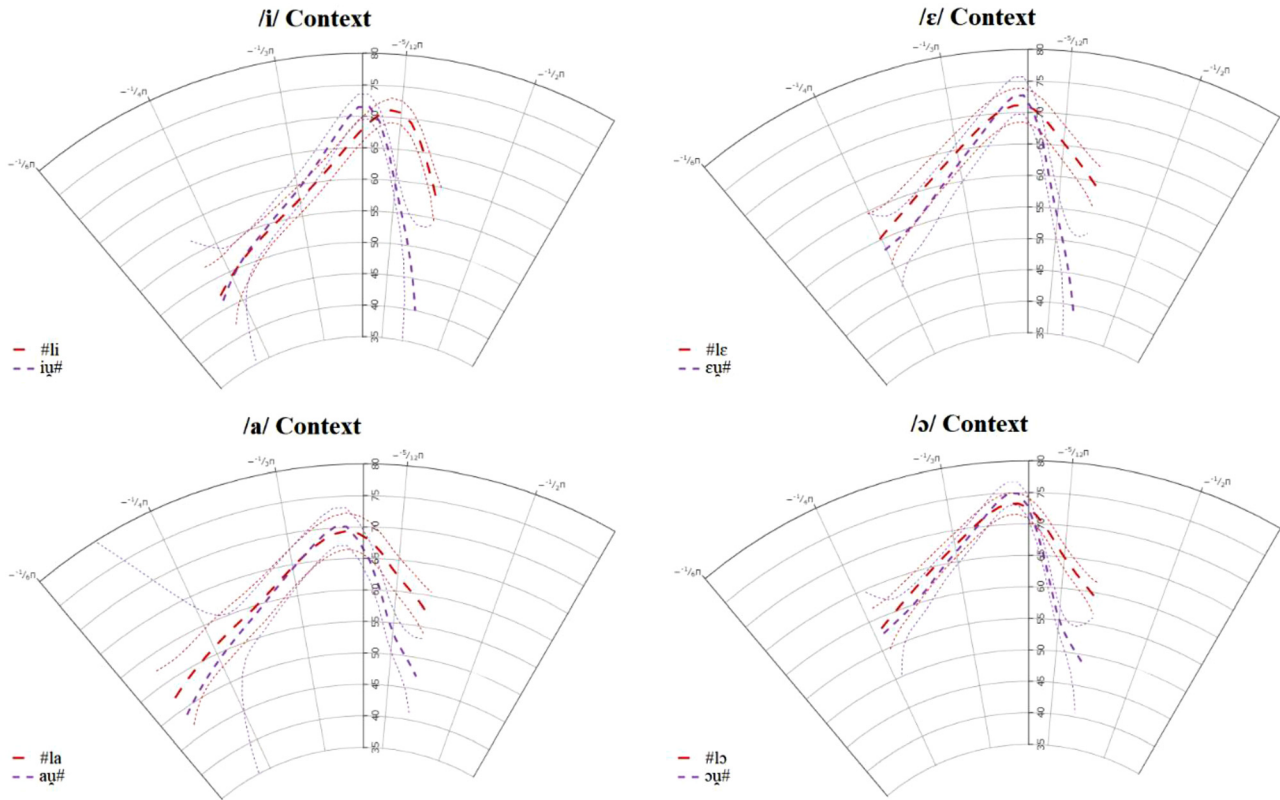 /i/ Context
−¹/₆Π
−¹/₄Π
−¹/₃Π
−⁵/₁₂Π
−¹/₂Π
80
75
70
65
60
55
50
45
40
35
#li
iu̯#
/ɛ/ Context
−¹/₆Π
−¹/₄Π
−¹/₃Π
−⁵/₁₂Π
−¹/₂Π
80
75
70
65
60
55
50
45
40
35
#lɛ
ɛu̯#
/a/ Context
−¹/₆Π
−¹/₄Π
−¹/₃Π
−⁵/₁₂Π
−¹/₂Π
80
75
70
65
60
55
50
45
40
35
#la
au̯#
/ɔ/ Context
−¹/₆Π
−¹/₄Π
−¹/₃Π
−⁵/₁₂Π
−¹/₂Π
80
75
70
65
60
55
50
45
40
35
#lɔ
ɔu̯#